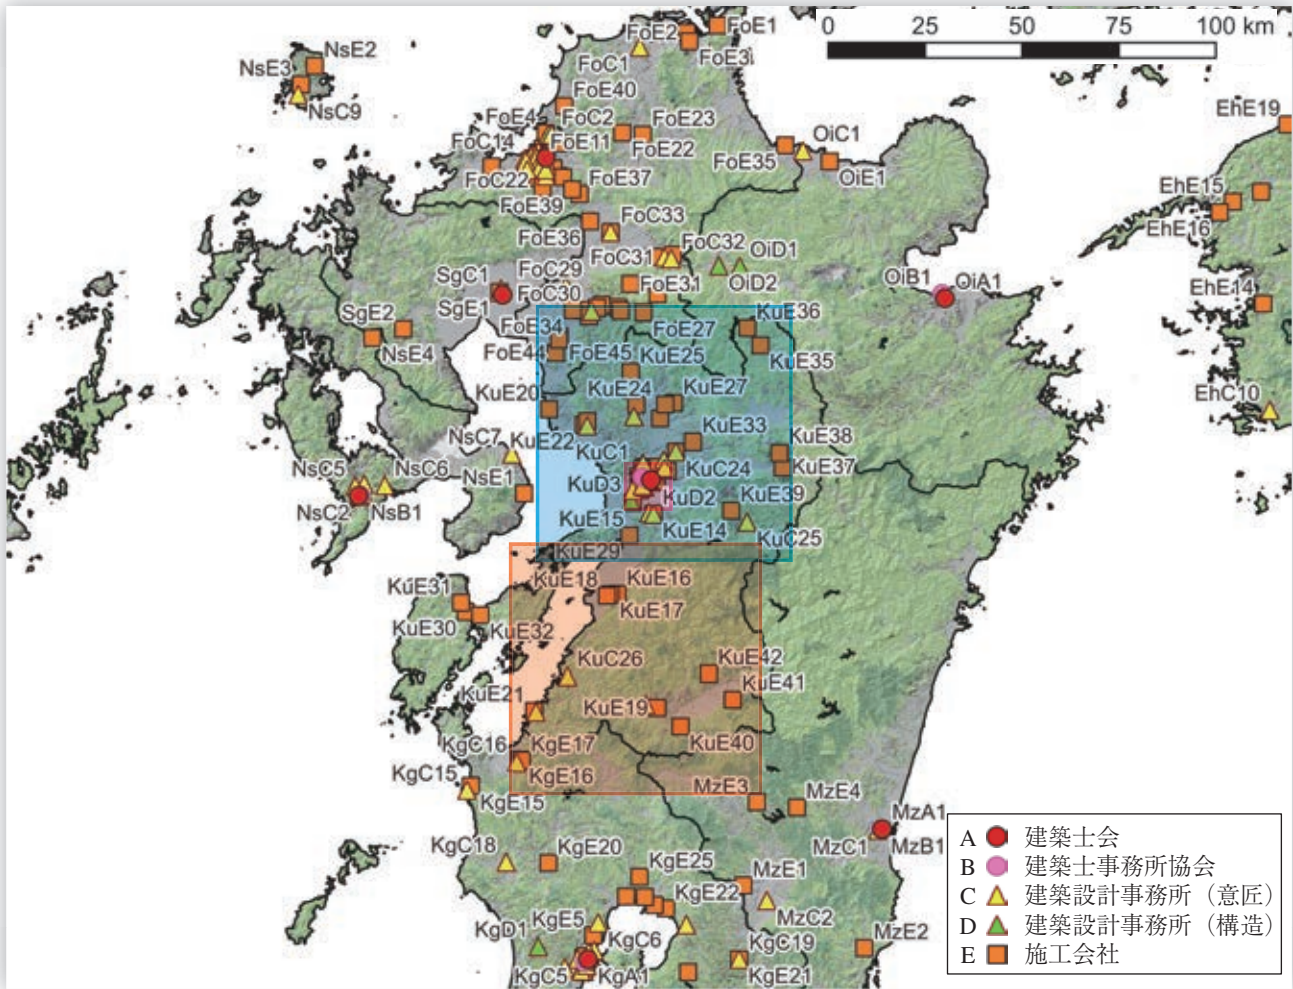 0 25 50 75 100 km
FoE1
FoE2
FoE3
FoC1
NsE2
NsE3
NsC9
FoE40
FoE4
FoC2
FoE23
FoC14
FoE11
FoE22
FoE35
OiC1
OiE1
EhE19
FoC22
FoE37
FoE39
FoC33
FoE36
EhE15
EhE16
FoC32
OiD1
FoC31
OiD2
SgC1
FoC29
SgE1
FoC30
FoE31
OiB1
OiA1
EhE14
SgE2
NsE4
FoE34
FoE27
KuE36
FoE44
FoE45
KuE25
KuE35
KuE20
KuE24
KuE27
EhC10
NsC7
KuE22
KuC1
KuE33
KuE38
KuE37
NsC5
NsC6
NsE1
KuC24
KuD3
KuD2
KuE39
NsC2
NsB1
KuE15
KuE14
KuC25
KuE29
KuE31
KuE18
KuE16
KuE17
KuE30
KuE32
KuC26
KuE42
KuE41
KuE21
KuE19
KuE40
KgC16
KgE17
KgE16
KgC15
KgE15
MzE3
MzE4
MzA1
MzC1
MzB1
KgC18
KgE20
KgE25
KgE22
MzE1
MzC2
KgD1
KgE5
KgC6
KgC19
MzE2
KgC5
KgA1
KgE21
A 建築士会
B 建築士事務所協会
C 建築設計事務所（意匠）
D 建築設計事務所（構造）
E 施工会社